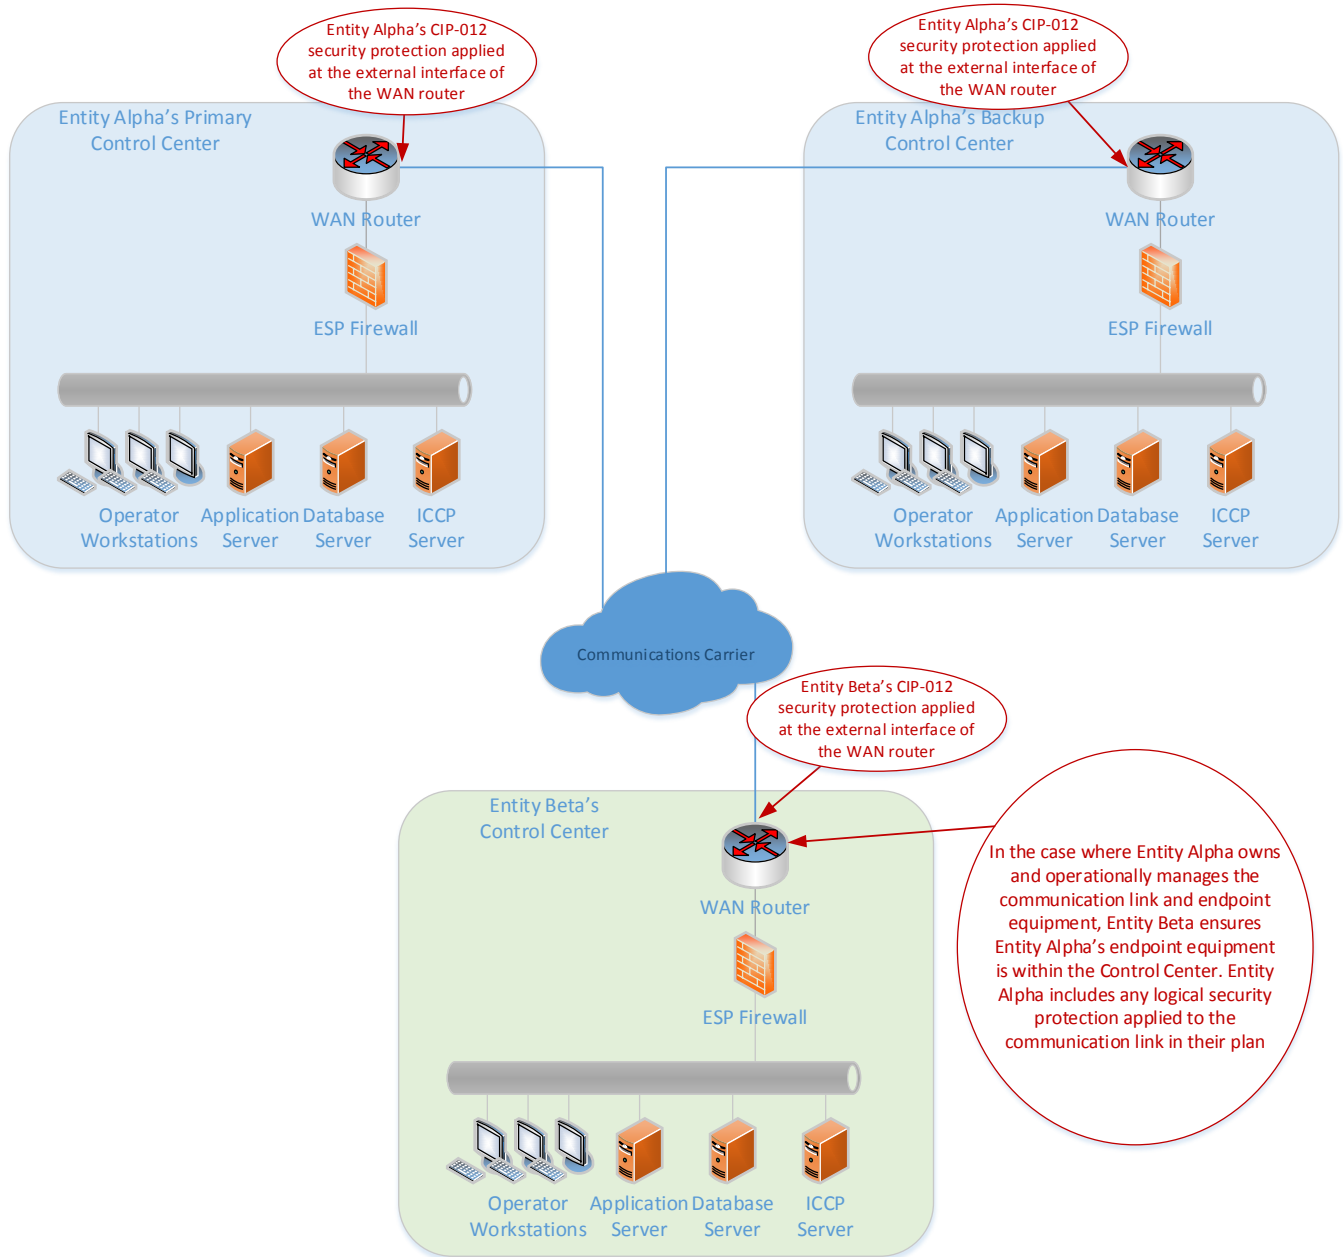 Entity Alpha's CIP-012
security protection applied
at the external interface of
the WAN router
Entity Alpha's CIP-012
security protection applied
at the external interface of
the WAN router
Entity Alpha's Primary
Control Center
WAN Router
ESP Firewall
Operator
Workstations
Application
Server
Database
Server
ICCP
Server
Entity Alpha's Backup
Control Center
WAN Router
ESP Firewall
Operator
Workstations
Application
Server
Database
Server
ICCP
Server
Communications Carrier
Entity Beta's CIP-012
security protection applied
at the external interface of
the WAN router
Entity Beta's
Control Center
WAN Router
ESP Firewall
Operator
Workstations
Application
Server
Database
Server
ICCP
Server
In the case where Entity Alpha owns
and operationally manages the
communication link and endpoint
equipment, Entity Beta ensures
Entity Alpha's endpoint equipment
is within the Control Center. Entity
Alpha includes any logical security
protection applied to the
communication link in their plan